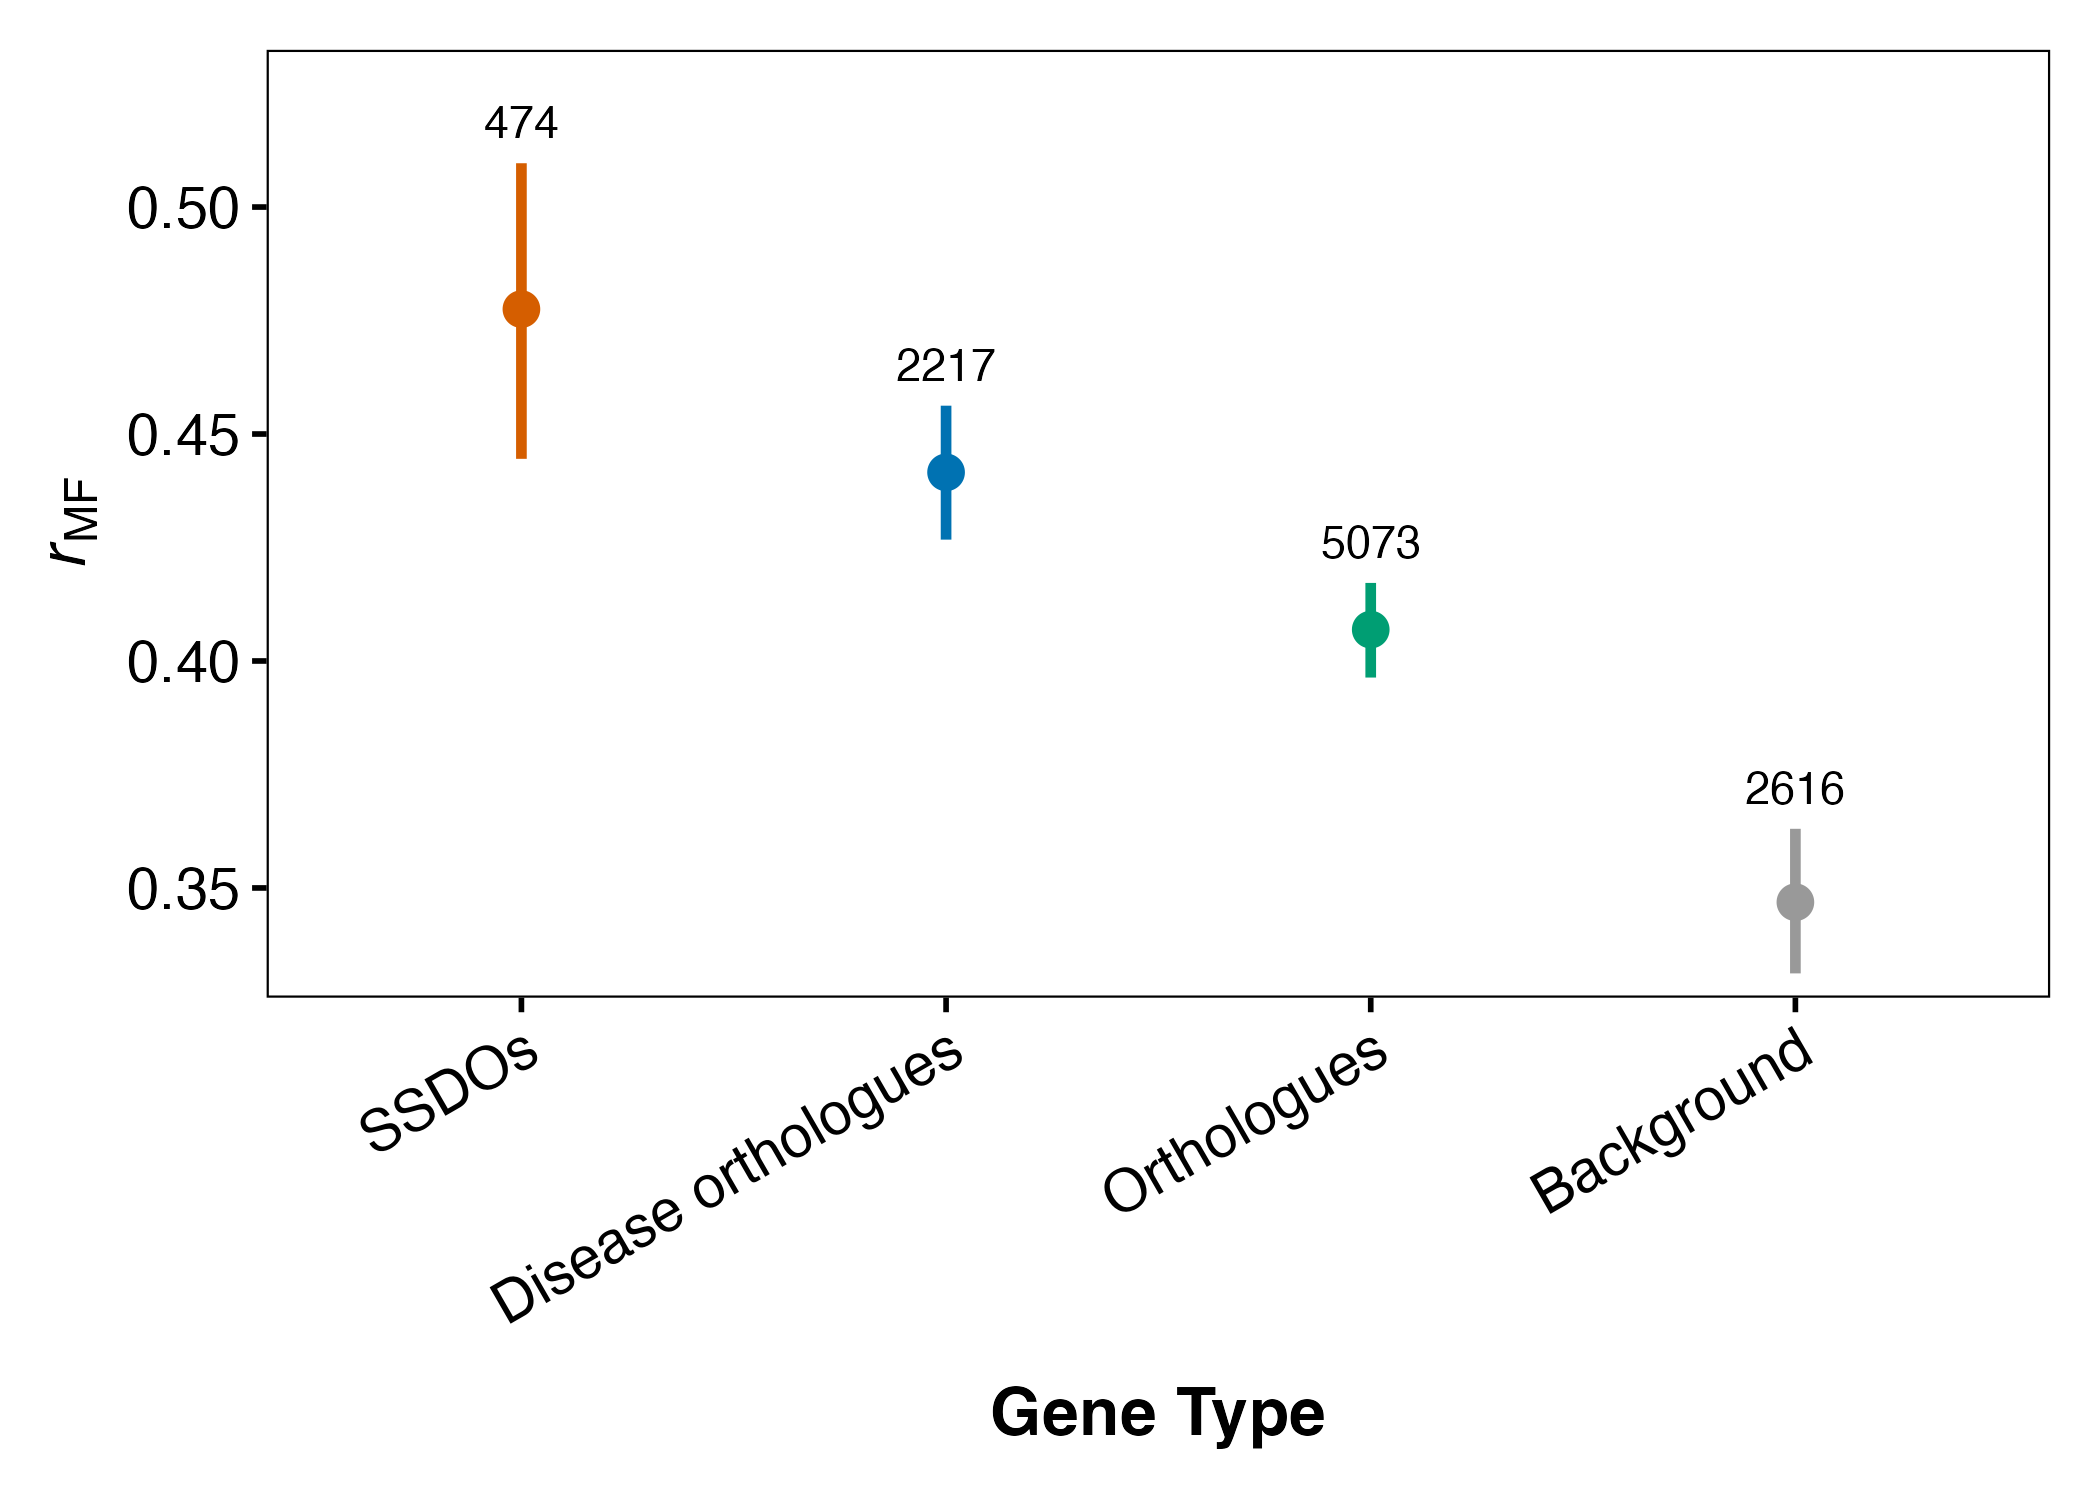 474
0.50
2217
0.45
5073
rMF
0.40
2616
0.35
SSDOs
Disease orthologues
Orthologues
Background
Gene Type